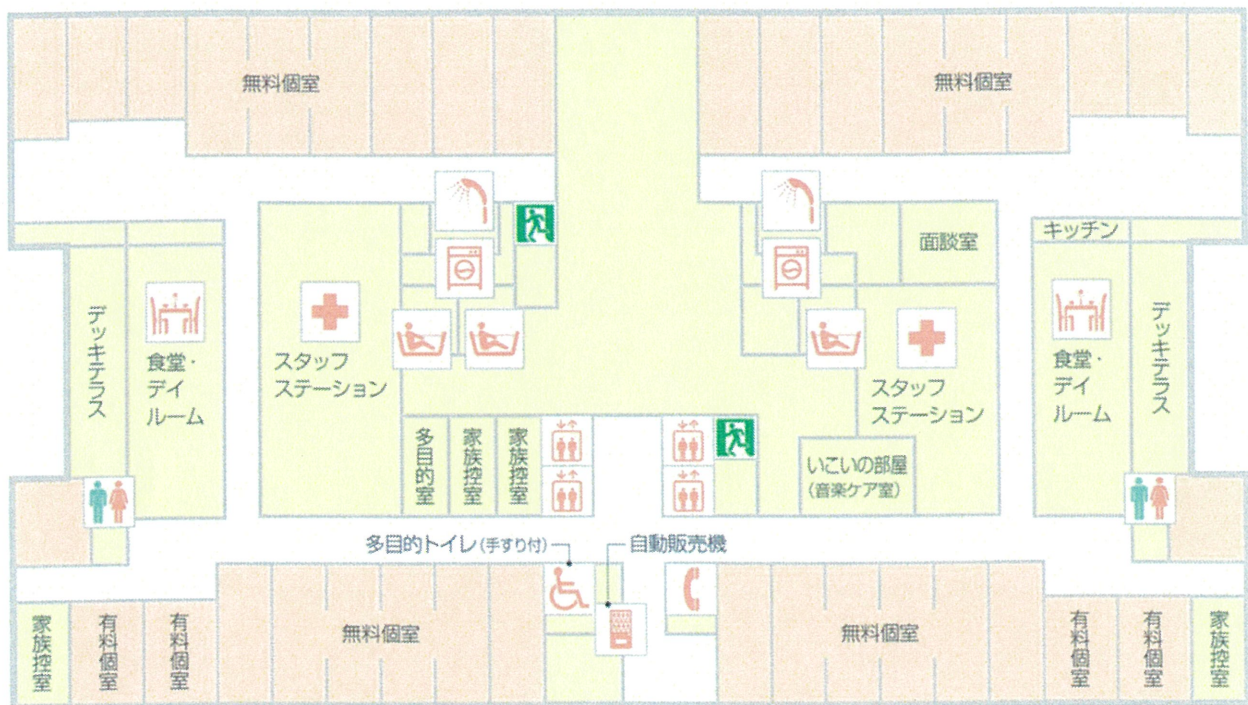 無料個室
無料個室
面談室
キッチン
デッキテラス
食堂・
デイ
ルーム
スタッフ
ステーション
スタッフ
ステーション
食堂・
デイ
ルーム
デッキテラス
多目的室
家族控室
家族控室
いこいの部屋
(音楽ケア室)
多目的トイレ(手すり付)
自動販売機
家族控室
有料個室
有料個室
無料個室
無料個室
有料個室
有料個室
家族控室